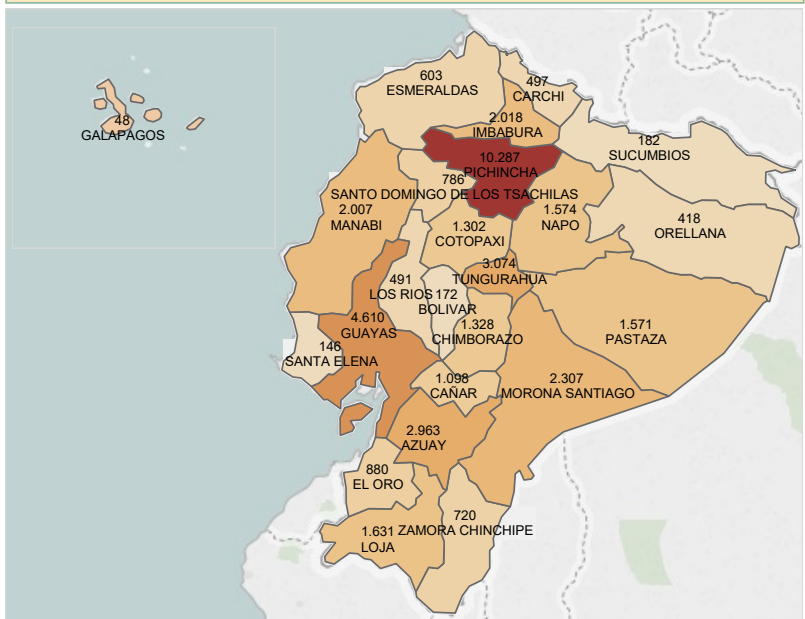 603
ESMERALDAS
497
CARCHI
48
GALAPAGOS
2.018
IMBABURA
182
SUCUMBIOS
10.287
PICHINCHA
786
SANTO DOMINGO DE LOS TSACHILAS
2.007
MANABI
1.574
NAPO
418
ORELLANA
1.302
COTOPAXI
3.074
TUNGURAHUA
491
LOS RIOS
172
BOLIVAR
4.610
GUAYAS
1.328
CHIMBORAZO
1.571
PASTAZA
146
SANTA ELENA
1.098
CAÑAR
2.307
MORONA SANTIAGO
2.963
AZUAY
880
EL ORO
720
ZAMORA CHINCHIPE
1.631
LOJA